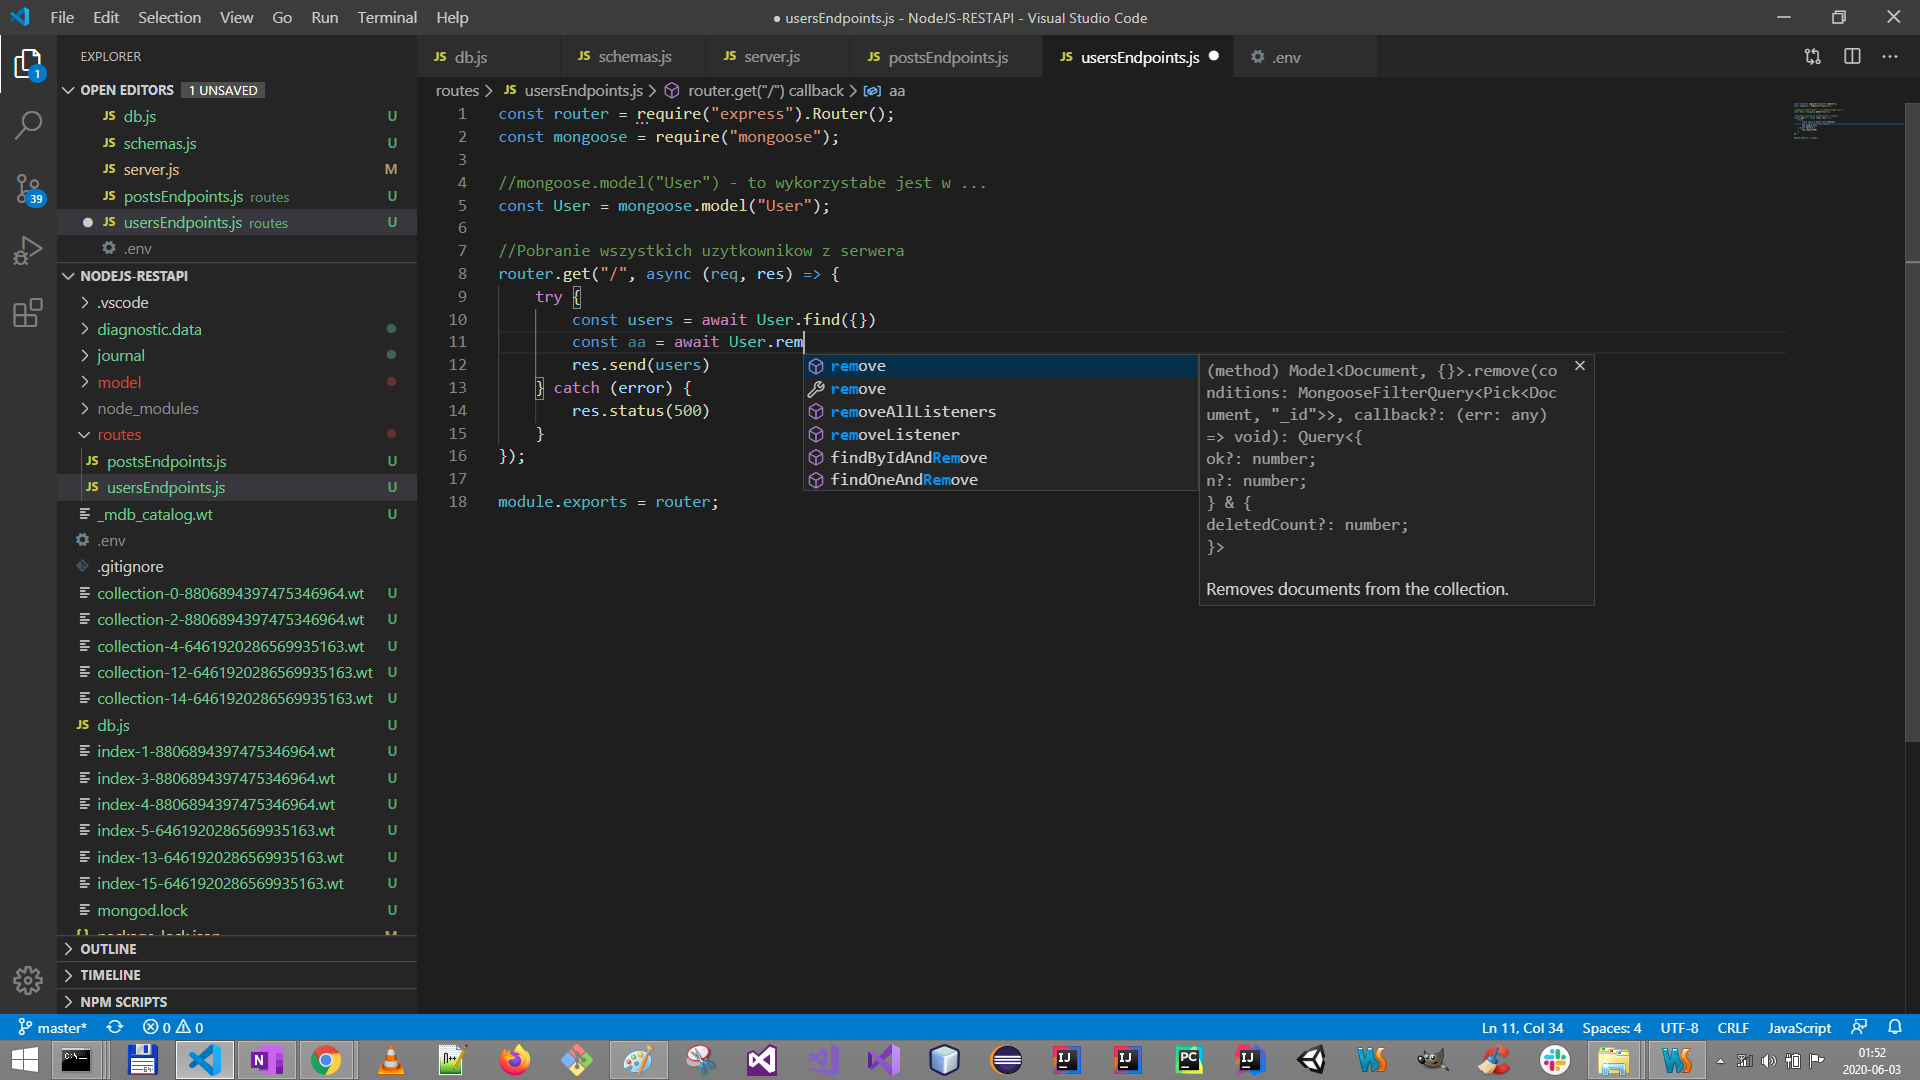 File Edit Selection View Go Run Terminal Help
● usersEndpoints.js - NodeJS-RESTAPI - Visual Studio Code
EXPLORER
OPEN EDITORS 1 UNSAVED
JS db.js U
JS schemas.js U
JS server.js M
JS postsEndpoints.js routes U
● JS usersEndpoints.js routes U
.env
NODEJS-RESTAPI
.vscode
diagnostic.data
journal
model
node_modules
routes
JS postsEndpoints.js U
JS usersEndpoints.js U
_mdb_catalog.wt U
.env
.gitignore
collection-0-8806894397475346964.wt U
collection-2-8806894397475346964.wt U
collection-4-6461920286569935163.wt U
collection-12-6461920286569935163.wt U
collection-14-6461920286569935163.wt U
JS db.js U
index-1-8806894397475346964.wt U
index-3-8806894397475346964.wt U
index-4-8806894397475346964.wt U
index-5-6461920286569935163.wt U
index-13-6461920286569935163.wt U
index-15-6461920286569935163.wt U
mongod.lock U
OUTLINE
TIMELINE
NPM SCRIPTS
1
39
JS db.js JS schemas.js JS server.js JS postsEndpoints.js JS usersEndpoints.js ● .env
routes > JS usersEndpoints.js > router.get("/") callback > aa
1 const router = require("express").Router();
2 const mongoose = require("mongoose");
3
4 //mongoose.model("User") - to wykorzystabe jest w ...
5 const User = mongoose.model("User");
6
7 //Pobranie wszystkich uzytkownikow z serwera
8 router.get("/", async (req, res) => {
9 try {
10 const users = await User.find({})
11 const aa = await User.rem
12 res.send(users)
13 } catch (error) {
14 res.status(500)
15 }
16 });
17
18 module.exports = router;
remove
remove
removeAllListeners
removeListener
findByIdAndRemove
findOneAndRemove
(method) Model<Document, {}>.remove(co
nditions: MongooseFilterQuery<Pick<Doc
ument, "_id">>, callback?: (err: any)
=> void): Query<{
ok?: number;
n?: number;
} & {
deletedCount?: number;
}>
Removes documents from the collection.
master* 0 0
Ln 11, Col 34 Spaces: 4 UTF-8 CRLF JavaScript
01:52
2020-06-03